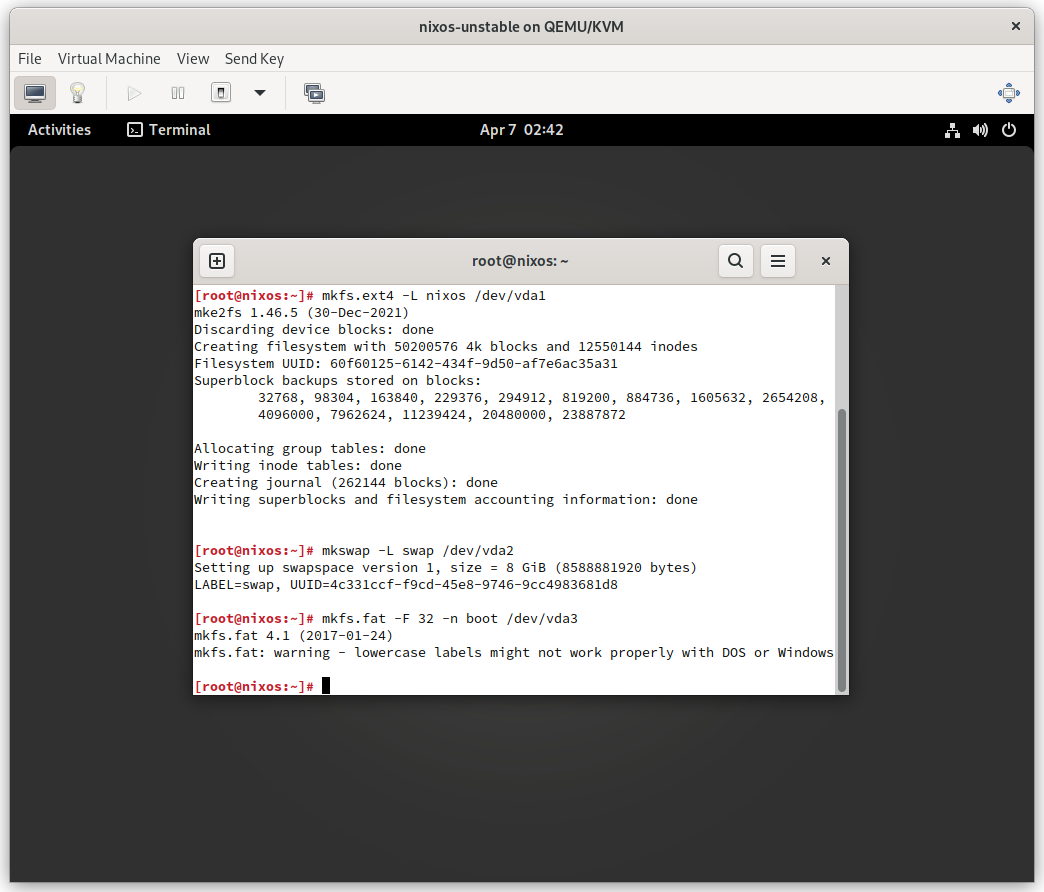 nixos-unstable on QEMU/KVM
File Virtual Machine View Send Key
Activities Terminal Apr 7 02:42
root@nixos: ~
[root@nixos:~]# mkfs.ext4 -L nixos /dev/vda1
mke2fs 1.46.5 (30-Dec-2021)
Discarding device blocks: done
Creating filesystem with 50200576 4k blocks and 12550144 inodes
Filesystem UUID: 60f60125-6142-434f-9d50-af7e6ac35a31
Superblock backups stored on blocks:
32768, 98304, 163840, 229376, 294912, 819200, 884736, 1605632, 2654208,
4096000, 7962624, 11239424, 20480000, 23887872
Allocating group tables: done
Writing inode tables: done
Creating journal (262144 blocks): done
Writing superblocks and filesystem accounting information: done
[root@nixos:~]# mkswap -L swap /dev/vda2
Setting up swapspace version 1, size = 8 GiB (8588881920 bytes)
LABEL=swap, UUID=4c331ccf-f9cd-45e8-9746-9cc4983681d8
[root@nixos:~]# mkfs.fat -F 32 -n boot /dev/vda3
mkfs.fat 4.1 (2017-01-24)
mkfs.fat: warning - lowercase labels might not work properly with DOS or Windows
[root@nixos:~]#